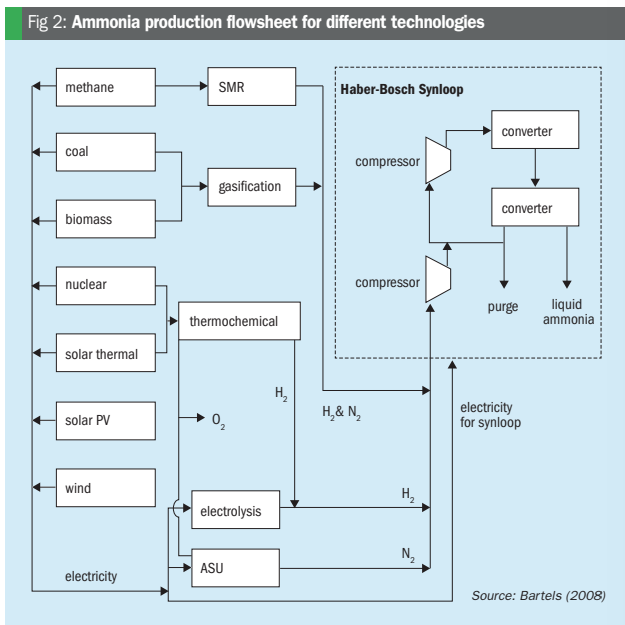 Fig 2: Ammonia production flowsheet for different technologies
methane
SMR
Haber-Bosch Synloop
converter
coal
compressor
gasification
converter
biomass
nuclear
compressor
purge
liquid
ammonia
thermochemical
solar thermal
H₂
H₂& N₂
electricity
for synloop
solar PV
O₂
wind
H₂
electrolysis
N₂
ASU
electricity
Source: Bartels (2008)